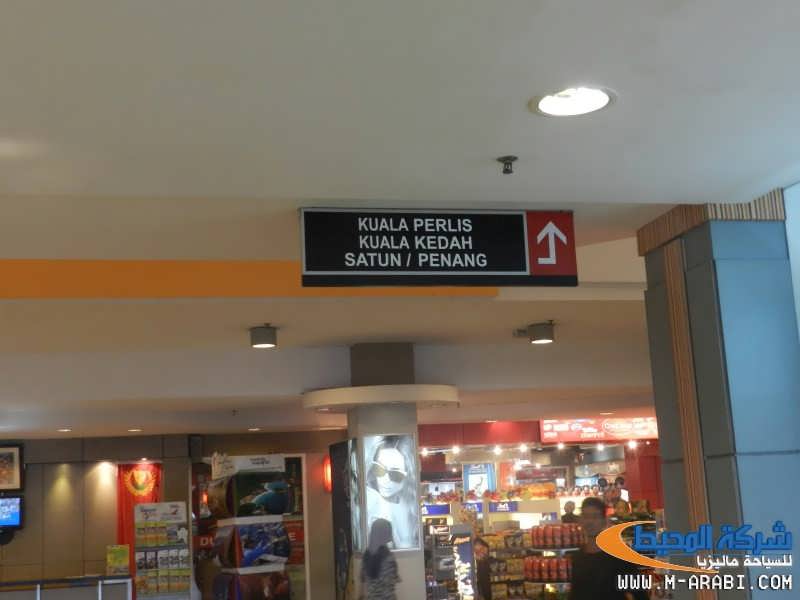 KUALA PERLIS
KUALA KEDAH
SATUN / PENANG
شركة المحيط
للسياحة ماليزيا
WWW.M-ARABI.COM